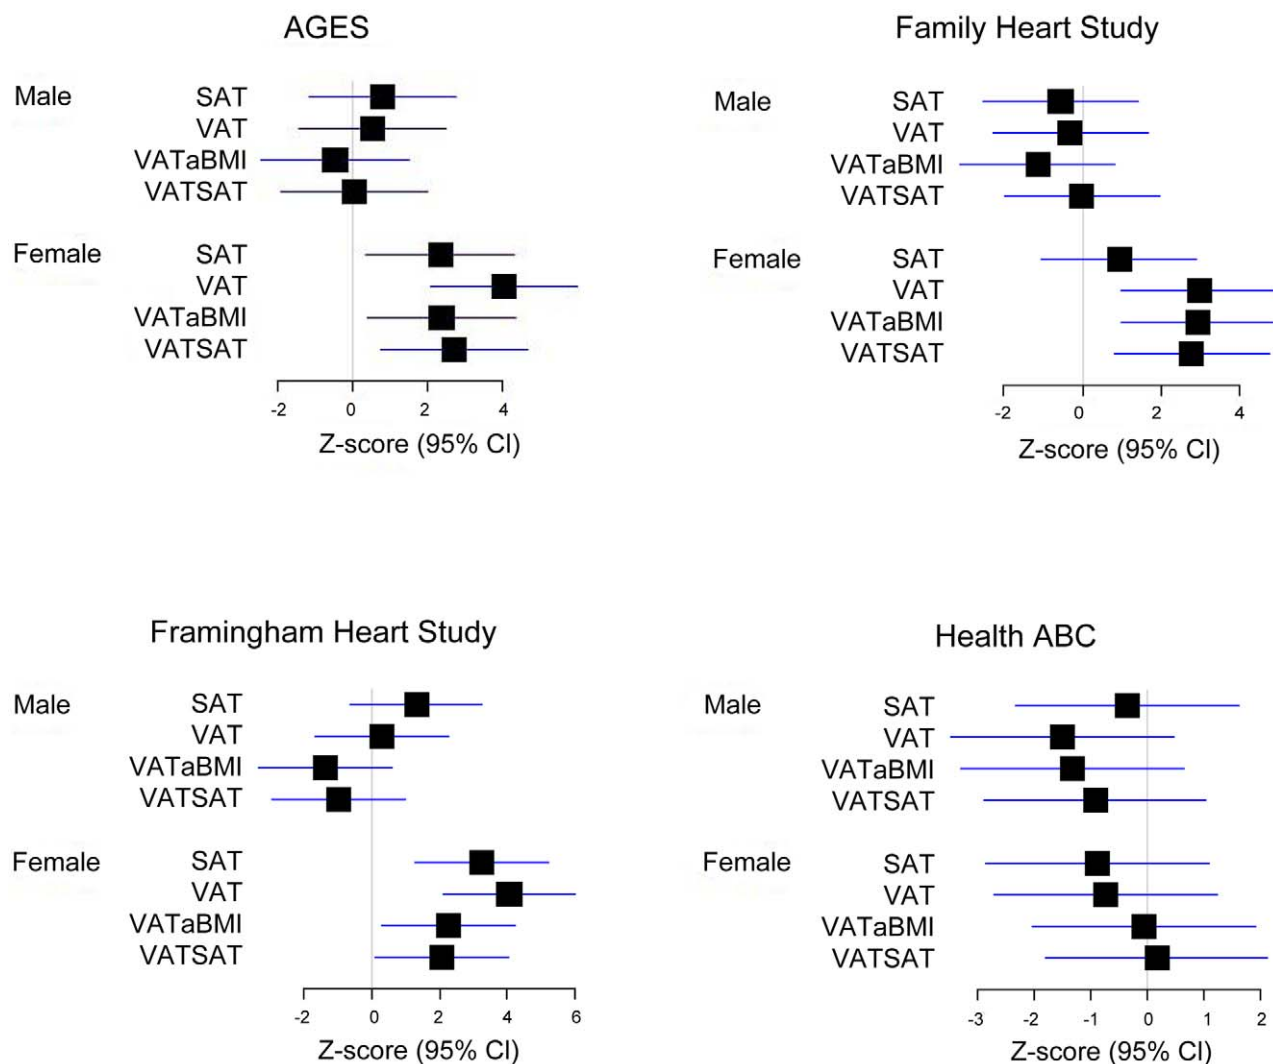 AGES
Male SAT
VAT
VATaBMI
VATSAT
Female SAT
VAT
VATaBMI
VATSAT
-2 0 2 4
Z-score (95% CI)
Family Heart Study
Male SAT
VAT
VATaBMI
VATSAT
Female SAT
VAT
VATaBMI
VATSAT
-2 0 2 4
Z-score (95% CI)
Framingham Heart Study
Male SAT
VAT
VATaBMI
VATSAT
Female SAT
VAT
VATaBMI
VATSAT
-2 0 2 4 6
Z-score (95% CI)
Health ABC
Male SAT
VAT
VATaBMI
VATSAT
Female SAT
VAT
VATaBMI
VATSAT
-3 -2 -1 0 1 2
Z-score (95% CI)